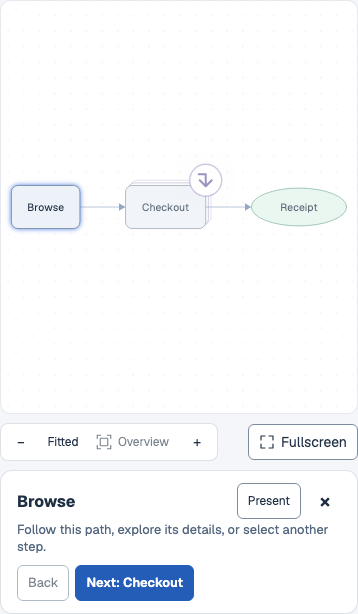 Browse
Checkout
Receipt
− Fitted Overview +
Fullscreen
Browse
Present ×
Follow this path, explore its details, or select another
step.
Back
Next: Checkout